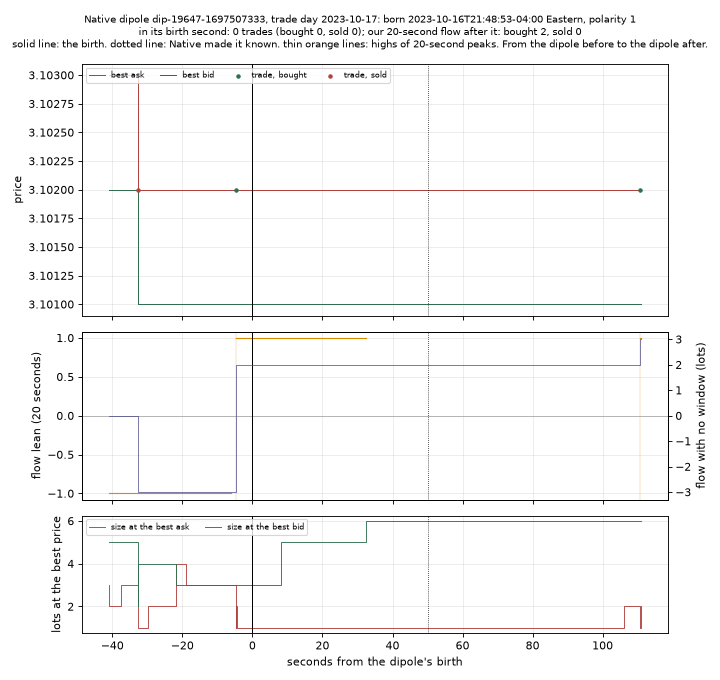 Native dipole dip-19647-1697507333, trade day 2023-10-17: born 2023-10-16T21:48:53-04:00 Eastern, polarity 1
in its birth second: 0 trades (bought 0, sold 0); our 20-second flow after it: bought 2, sold 0
solid line: the birth. dotted line: Native made it known. thin orange lines: highs of 20-second peaks. From the dipole before to the dipole after.
best ask best bid trade, bought trade, sold
3.10300
3.10275
3.10250
3.10225
3.10200
3.10175
3.10150
3.10125
3.10100
price
1.0
0.5
0.0
−0.5
−1.0
flow lean (20 seconds)
3
2
1
0
−1
−2
−3
flow with no window (lots)
size at the best ask size at the best bid
6
4
2
lots at the best price
−40 −20 0 20 40 60 80 100
seconds from the dipole's birth